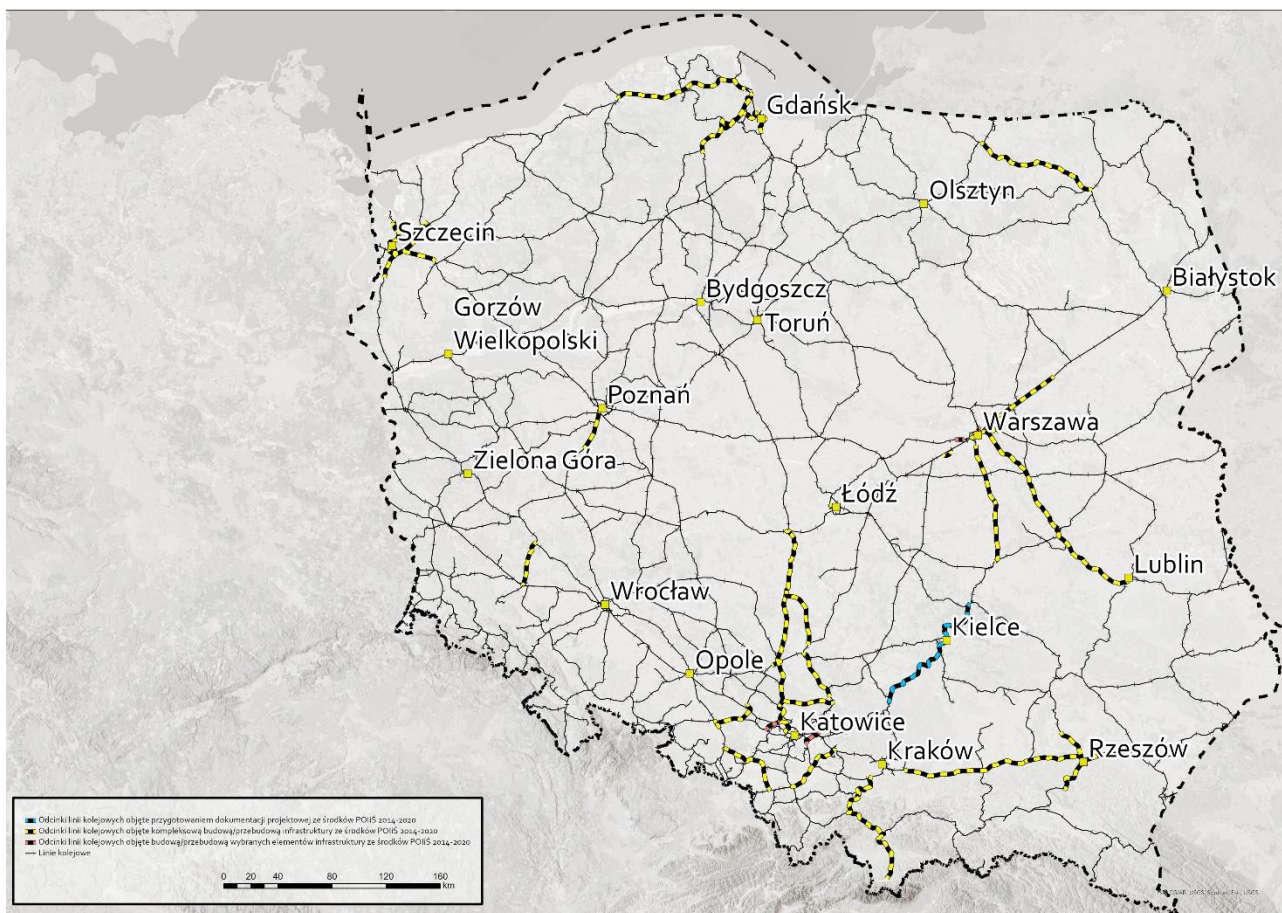 Gdańsk
Olsztyn
Szczecin
Białystok
Bydgoszcz
Gorzów
Wielkopolski
Toruń
Poznań
Warszawa
Zielona Góra
Łódź
Lublin
Wrocław
Kielce
Opole
Katowice
Kraków
Rzeszów
Odcinki linii kolejowych objęte przygotowaniem dokumentacji projektowej ze środków POIiŚ 2014-2020
Odcinki linii kolejowych objęte kompleksową budową/przebudową infrastruktury ze środków POIiŚ 2014-2020
Odcinki linii kolejowych objęte budową/przebudową wybranych elementów infrastruktury ze środków POIiŚ 2014-2020
Linie kolejowe
0 20 40 80 120 160
km